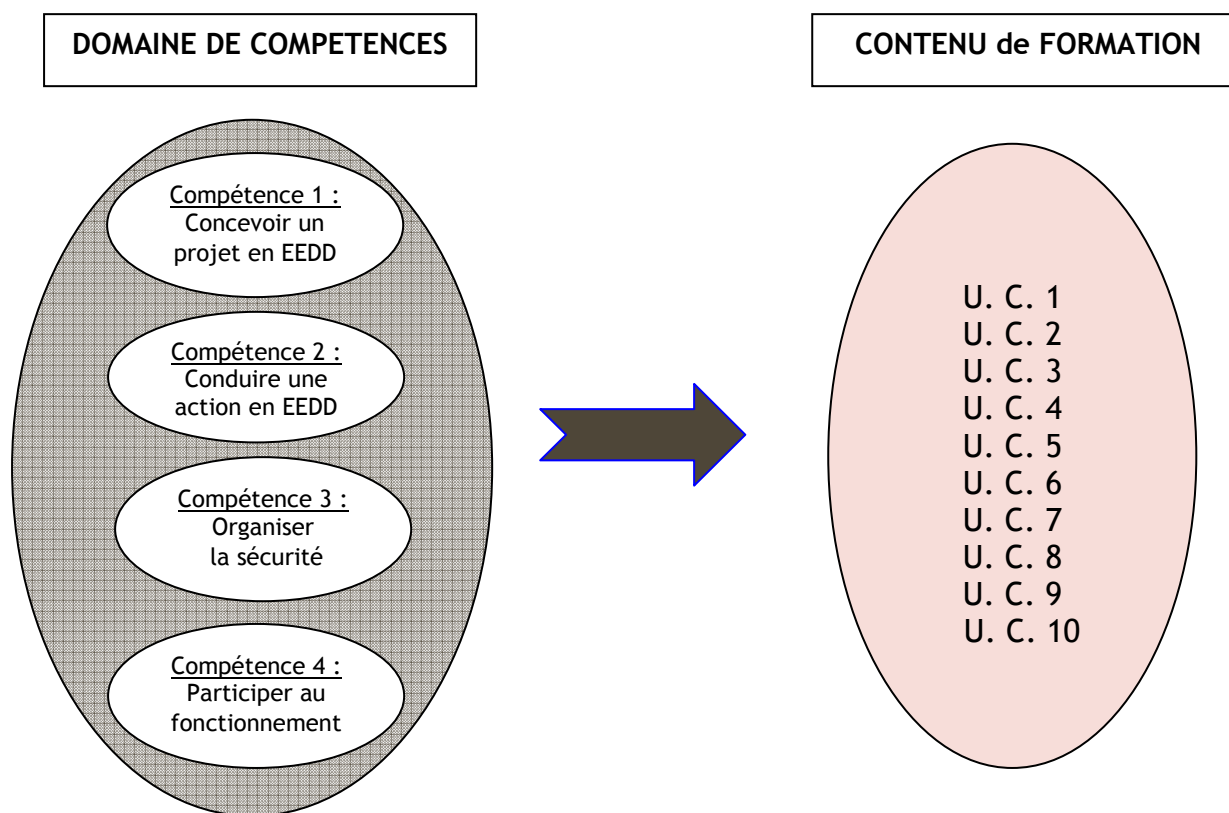 DOMAINE DE COMPETENCES
CONTENU de FORMATION
Compétence 1 :
Concevoir un
projet en EEDD
Compétence 2 :
Conduire une
action en EEDD
Compétence 3 :
Organiser
la sécurité
Compétence 4 :
Participer au
fonctionnement
U. C. 1
U. C. 2
U. C. 3
U. C. 4
U. C. 5
U. C. 6
U. C. 7
U. C. 8
U. C. 9
U. C. 10